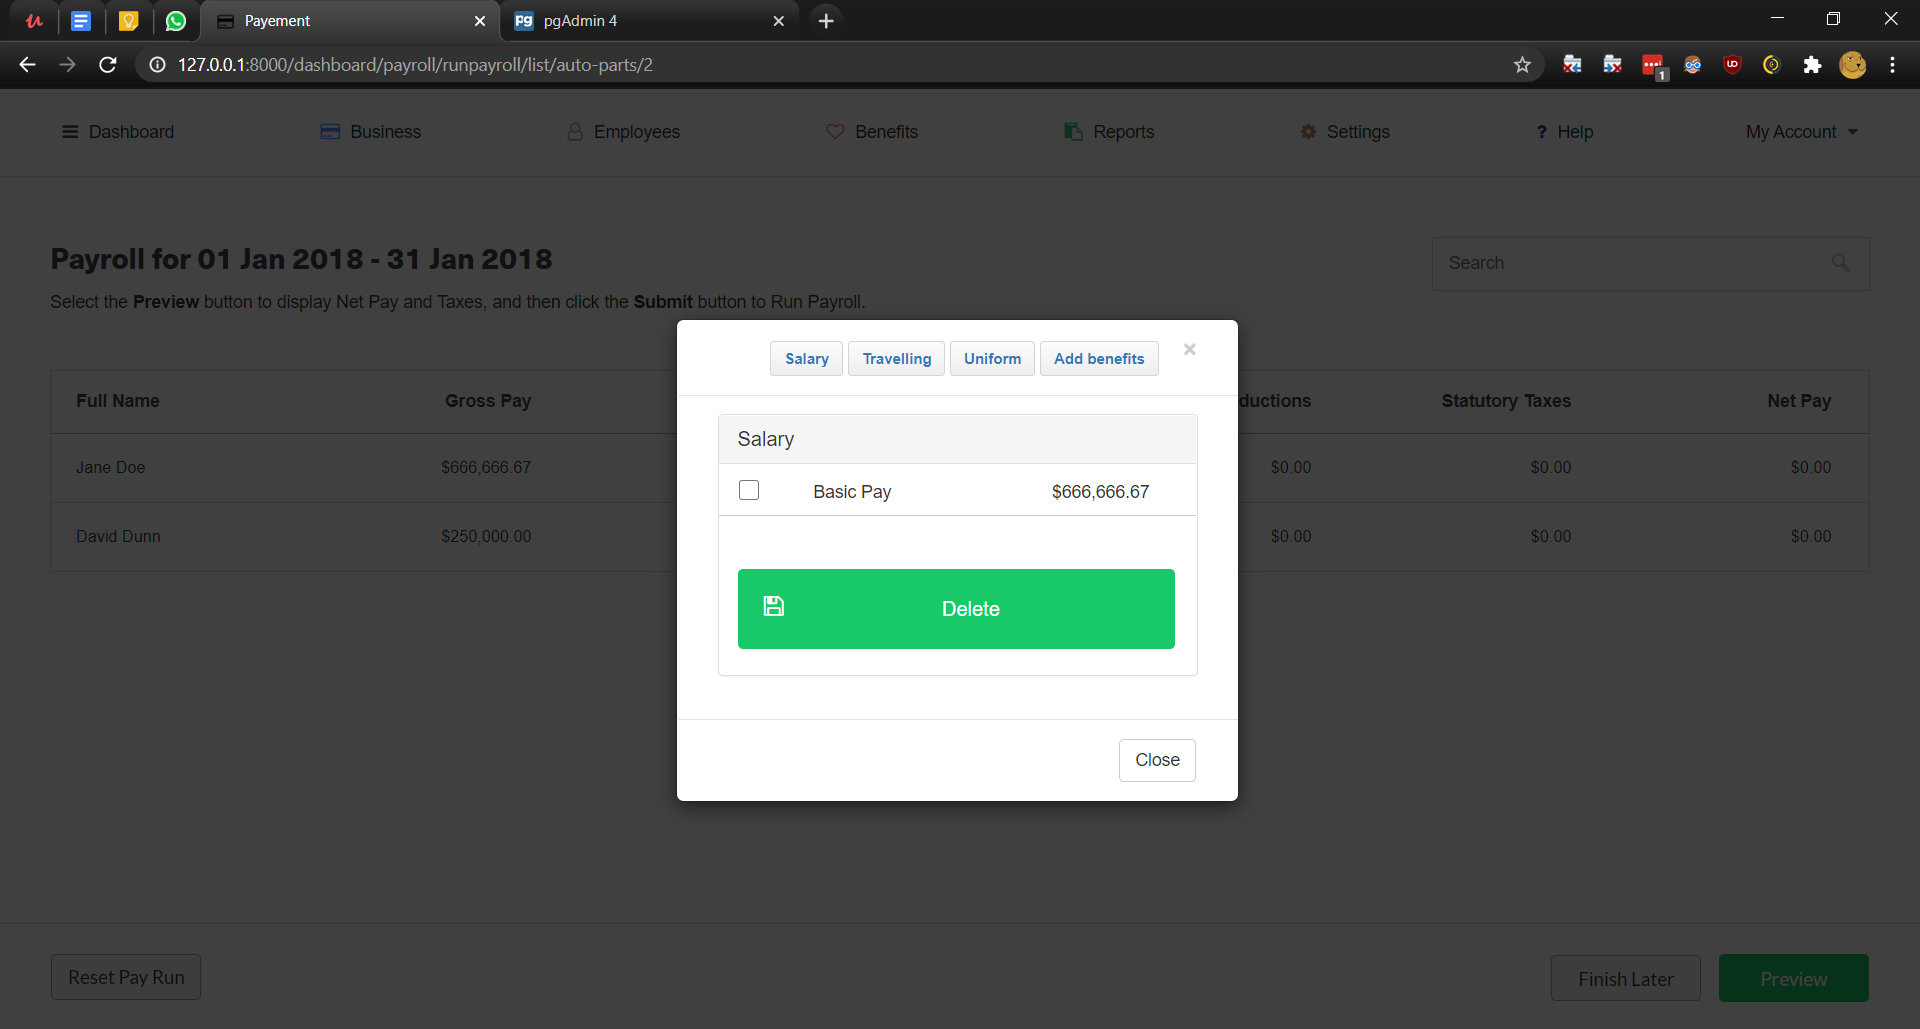 Payement
pgAdmin 4
127.0.0.1:8000/dashboard/payroll/runpayroll/list/auto-parts/2
1
Dashboard
Business
Employees
Benefits
Reports
Settings
? Help
My Account
Payroll for 01 Jan 2018 - 31 Jan 2018
Search
Select the Preview button to display Net Pay and Taxes, and then click the Submit button to Run Payroll.
Salary
Travelling
Uniform
Add benefits
×
Full Name
Gross Pay
ductions
Statutory Taxes
Net Pay
Jane Doe
$666,666.67
$0.00
$0.00
$0.00
David Dunn
$250,000.00
$0.00
$0.00
$0.00
Salary
Basic Pay
$666,666.67
Delete
Close
Reset Pay Run
Finish Later
Preview